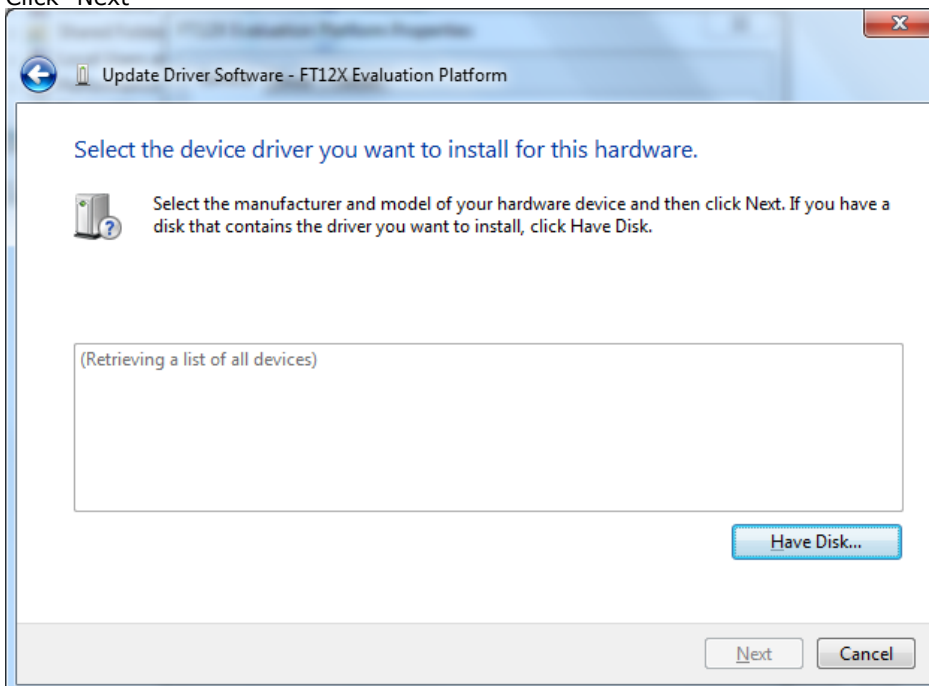 Click "Next"
Update Driver Software - FT12X Evaluation Platform
Select the device driver you want to install for this hardware.
Select the manufacturer and model of your hardware device and then click Next. If you have a
disk that contains the driver you want to install, click Have Disk.
(Retrieving a list of all devices)
Have Disk...
Next
Cancel